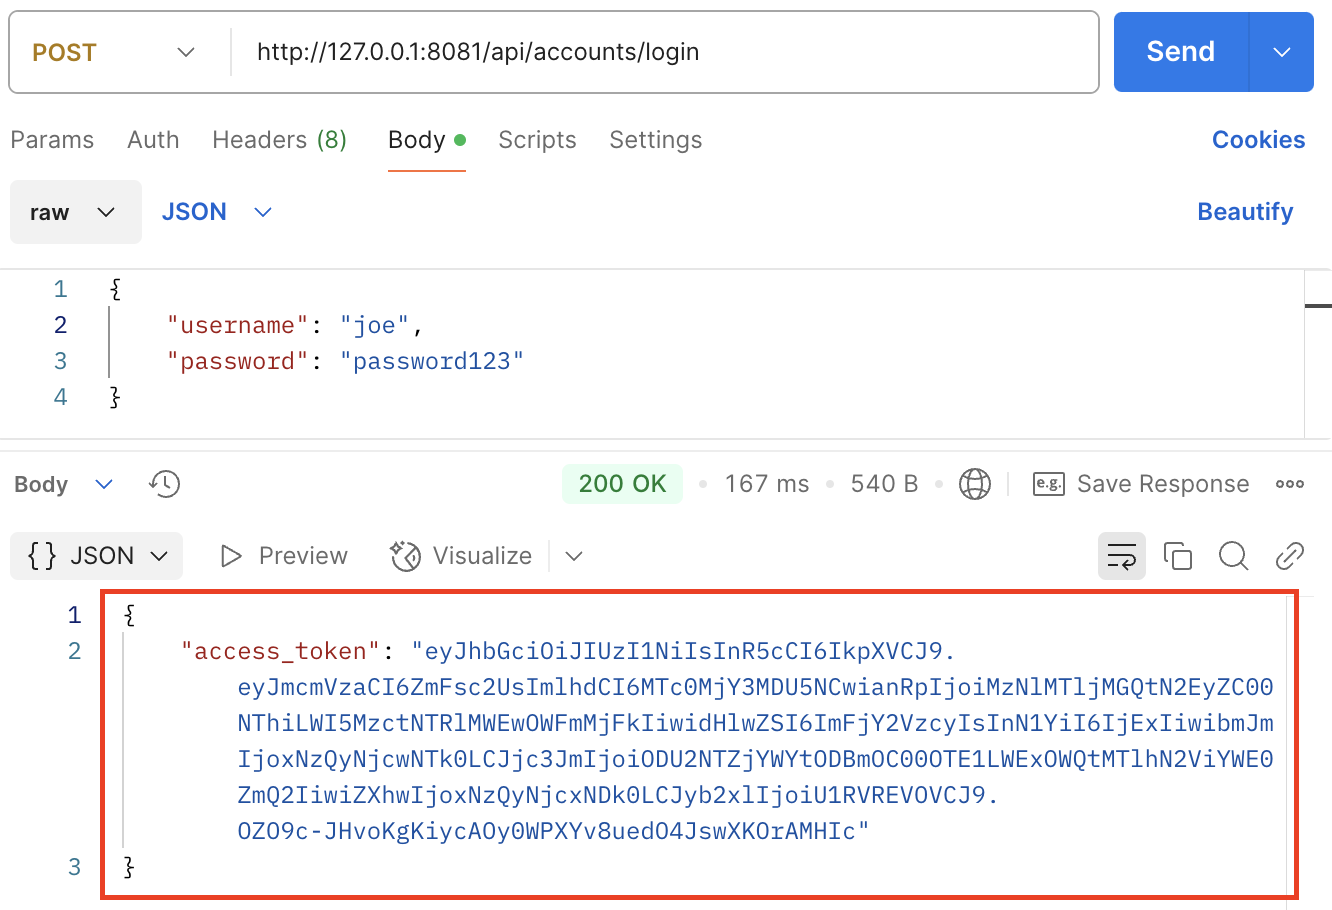 POST http://127.0.0.1:8081/api/accounts/login Send
Params Auth Headers (8) Body Scripts Settings Cookies
raw JSON Beautify
1 {
2 "username": "joe",
3 "password": "password123"
4 }
Body 200 OK 167 ms 540 B e.g. Save Response
{} JSON Preview Visualize
1 {
2 "access_token": "eyJhbGciOiJIUzI1NiIsInR5cCI6IkpXVCJ9.
eyJmcmVzaCI6ZmFsc2UsImlhdCI6MTc0MjY3MDU5NCwianRpIjoiMzNlMTljMGQtN2EyZC00
NThiLWI5MzctNTRlMWEwOWFmMjFkIiwidHlwZSI6ImFjY2VzcyIsInN1YiI6IjExIiwibmJm
IjoxNzQyNjcwNTk0LCJjc3JmIjoiODU2NTZjYWYtODBmOC00OTE1LWExOWQtMTlhN2ViYWE0
ZmQ2IiwiZXhwIjoxNzQyNjcxNDk0LCJyb2xlIjoiU1RVREVOVCJ9.
OZO9c-JHvoKgKiycAOy0WPXYv8uedO4JswXKOrAMHIc"
3 }